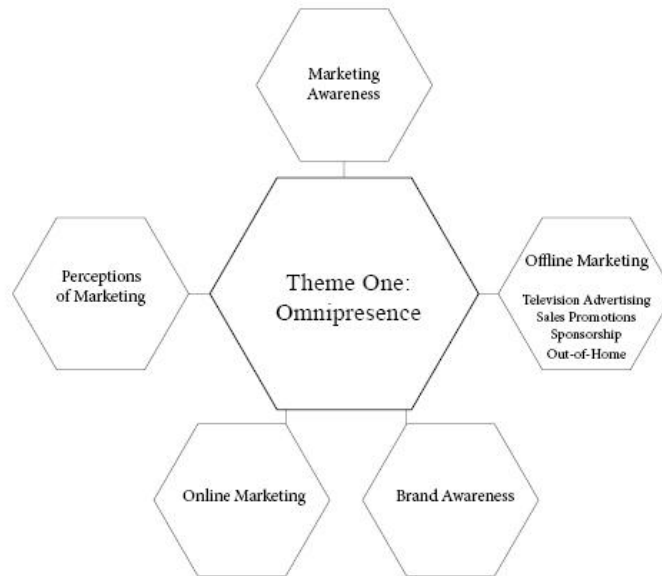 Marketing
Awareness
Perceptions
of Marketing
Theme One:
Omnipresence
Offline Marketing
Television Advertising
Sales Promotions
Sponsorship
Out-of-Home
Online Marketing
Brand Awareness